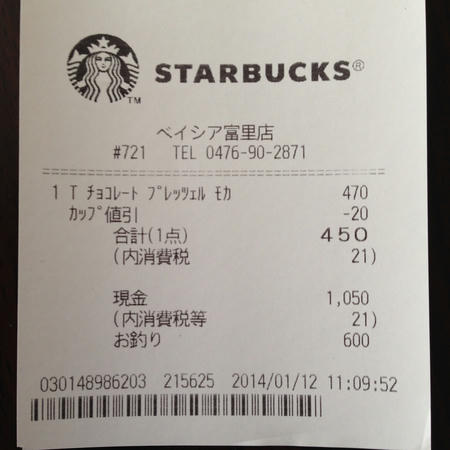 STARBUCKS®
TM
ベイシア富里店
#721 TEL 0476-90-2871
1 T ﾁｮｺﾚｰﾄ ﾌﾟﾚｯﾂｪﾙ ﾓｶ 470
ｶｯﾌﾟ値引 -20
合計(1点) 450
(内消費税 21)
現金 1,050
(内消費税等 21)
お釣り 600
030148986203 215625 2014/01/12 11:09:52